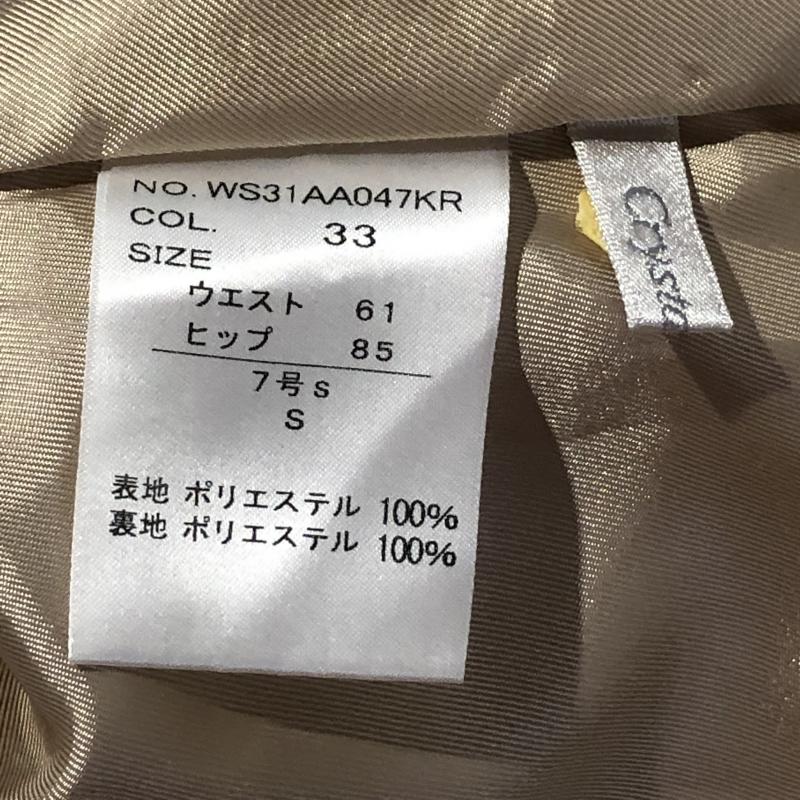 NO. WS31AA047KR
COL. 33
SIZE
ウエスト 61
ヒップ 85
7号s
S
表地 ポリエステル 100%
裏地 ポリエステル 100%